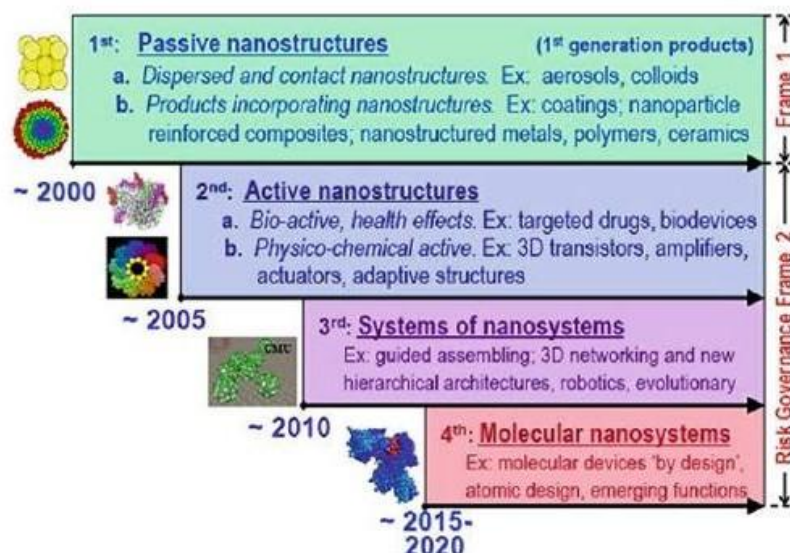 1st: Passive nanostructures (1st generation products)
a. Dispersed and contact nanostructures. Ex: aerosols, colloids
b. Products incorporating nanostructures. Ex: coatings; nanoparticle
reinforced composites; nanostructured metals, polymers, ceramics
~ 2000
2nd: Active nanostructures
a. Bio-active, health effects. Ex: targeted drugs, biodevices
b. Physico-chemical active. Ex: 3D transistors, amplifiers,
actuators, adaptive structures
~ 2005
CMU
3rd: Systems of nanosystems
Ex: guided assembling; 3D networking and new
hierarchical architectures, robotics, evolutionary
~ 2010
4th: Molecular nanosystems
Ex: molecular devices 'by design',
atomic design, emerging functions
~ 2015-
2020
Frame 1
Risk Governance Frame 2